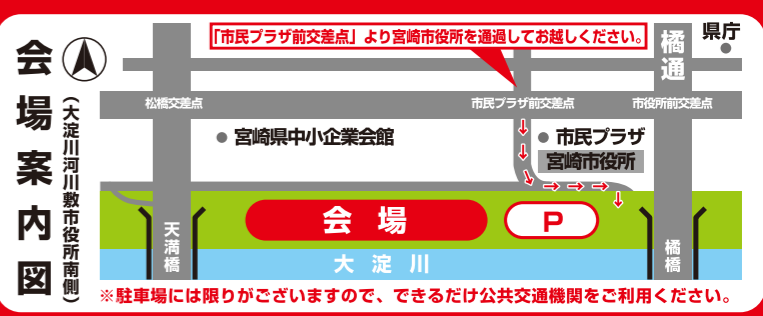 会場案内図
(大淀川河川敷市役所南側)
「市民プラザ前交差点」より宮崎市役所を通過してお越しください。
橘通
県庁
松橋交差点
市民プラザ前交差点
市役所前交差点
宮崎県中小企業会館
市民プラザ
宮崎市役所
会場
P
天満橋
大淀川
橘橋
※駐車場には限りがございますので、できるだけ公共交通機関をご利用ください。